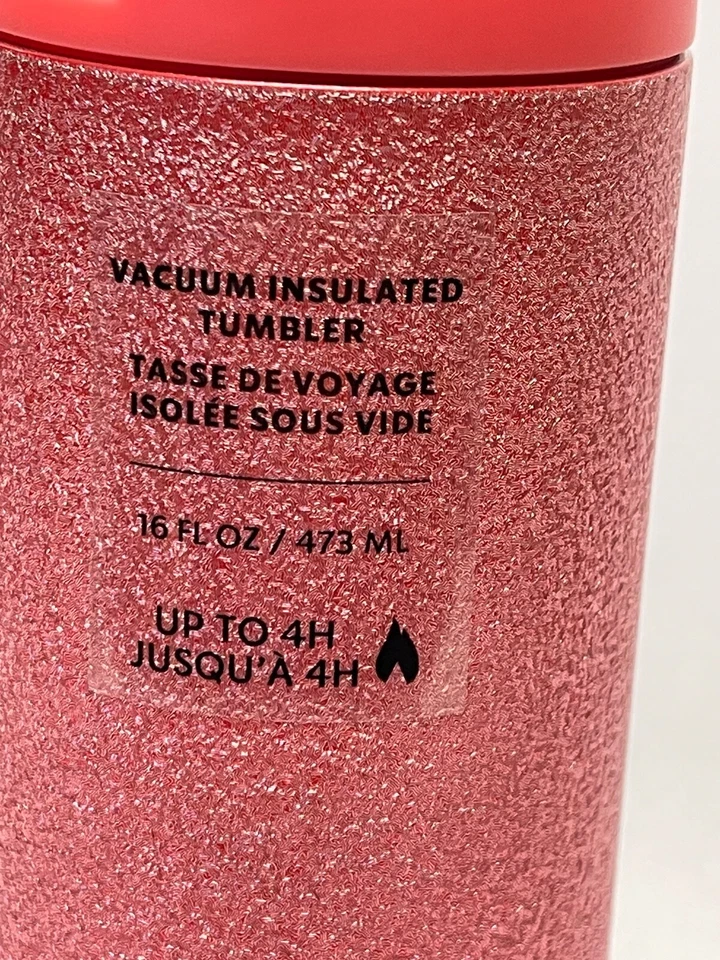 VACUUM INSULATED
TUMBLER
TASSE DE VOYAGE
ISOLÉE SOUS VIDE
16 FL OZ / 473 ML
UP TO 4H
JUSQU'À 4H